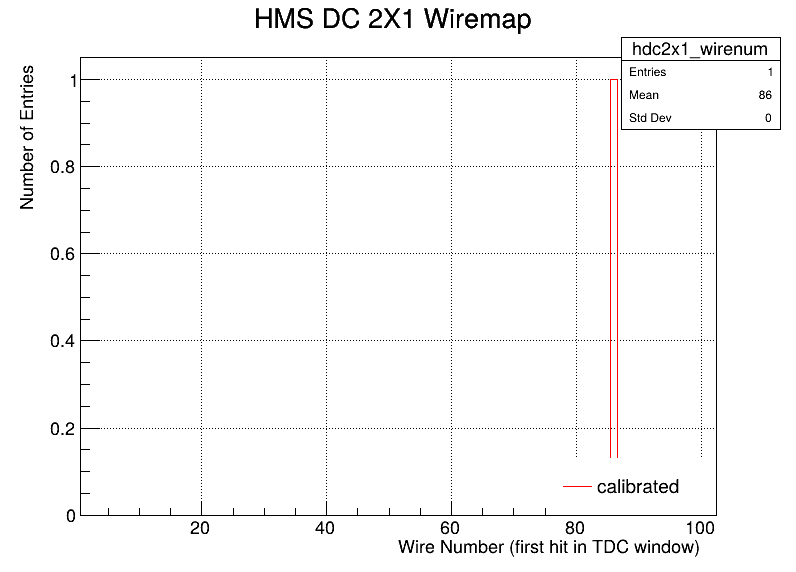 HMS DC 2X1 Wiremap
hdc2x1_wirenum
Entries 1
Mean 86
Std Dev 0
Number of Entries
1
0.8
0.6
0.4
0.2
0
calibrated
20 40 60 80 100
Wire Number (first hit in TDC window)